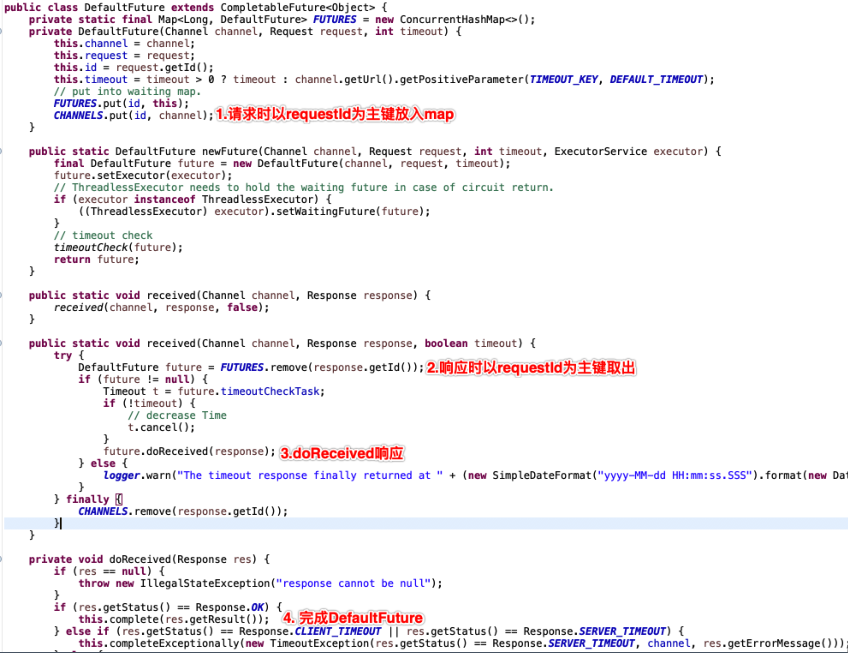 public class DefaultFuture extends CompletableFuture<Object> {
private static final Map<Long, DefaultFuture> FUTURES = new ConcurrentHashMap<>();
private DefaultFuture(Channel channel, Request request, int timeout) {
this.channel = channel;
this.request = request;
this.id = request.getId();
this.timeout = timeout > 0 ? timeout : channel.getUrl().getPositiveParameter(TIMEOUT_KEY, DEFAULT_TIMEOUT);
// put into waiting map.
FUTURES.put(id, this);
CHANNELS.put(id, channel); 1.请求时以requestId为主键放入map
}
public static DefaultFuture newFuture(Channel channel, Request request, int timeout, ExecutorService executor) {
final DefaultFuture future = new DefaultFuture(channel, request, timeout);
future.setExecutor(executor);
// ThreadlessExecutor needs to hold the waiting future in case of circuit return.
if (executor instanceof ThreadlessExecutor) {
((ThreadlessExecutor) executor).setWaitingFuture(future);
}
// timeout check
timeoutCheck(future);
return future;
}
public static void received(Channel channel, Response response) {
received(channel, response, false);
}
public static void received(Channel channel, Response response, boolean timeout) {
try {
DefaultFuture future = FUTURES.remove(response.getId()); 2.响应时以requestId为主键取出
if (future != null) {
Timeout t = future.timeoutCheckTask;
if (!timeout) {
// decrease Time
t.cancel();
}
future.doReceived(response); 3.doReceived响应
} else {
logger.warn("The timeout response finally returned at " + (new SimpleDateFormat("yyyy-MM-dd HH:mm:ss.SSS").format(new Dat
}
} finally {
CHANNELS.remove(response.getId());
}
}
private void doReceived(Response res) {
if (res == null) {
throw new IllegalStateException("response cannot be null");
}
if (res.getStatus() == Response.OK) {
this.complete(res.getResult()); 4. 完成DefaultFuture
} else if (res.getStatus() == Response.CLIENT_TIMEOUT || res.getStatus() == Response.SERVER_TIMEOUT) {
this.completeExceptionally(new TimeoutException(res.getStatus() == Response.SERVER_TIMEOUT, channel, res.getErrorMessage()));